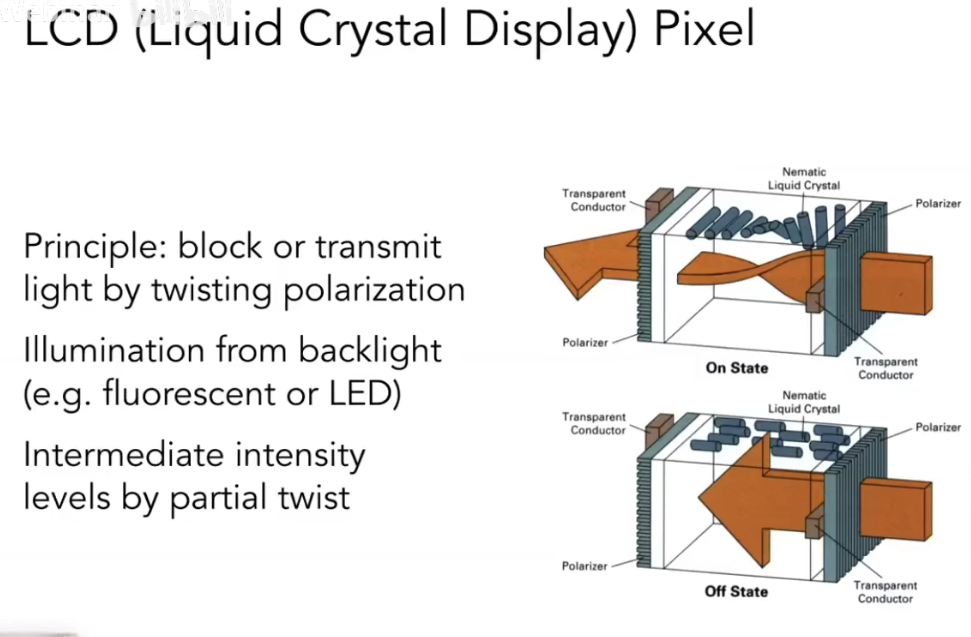 LCD (Liquid Crystal Display) Pixel
Principle: block or transmit
light by twisting polarization
Illumination from backlight
(e.g. fluorescent or LED)
Intermediate intensity
levels by partial twist
Nematic
Liquid Crystal
Transparent
Conductor
Polarizer
Polarizer
On State
Transparent
Conductor
Nematic
Liquid Crystal
Transparent
Conductor
Polarizer
Polarizer
Off State
Transparent
Conductor